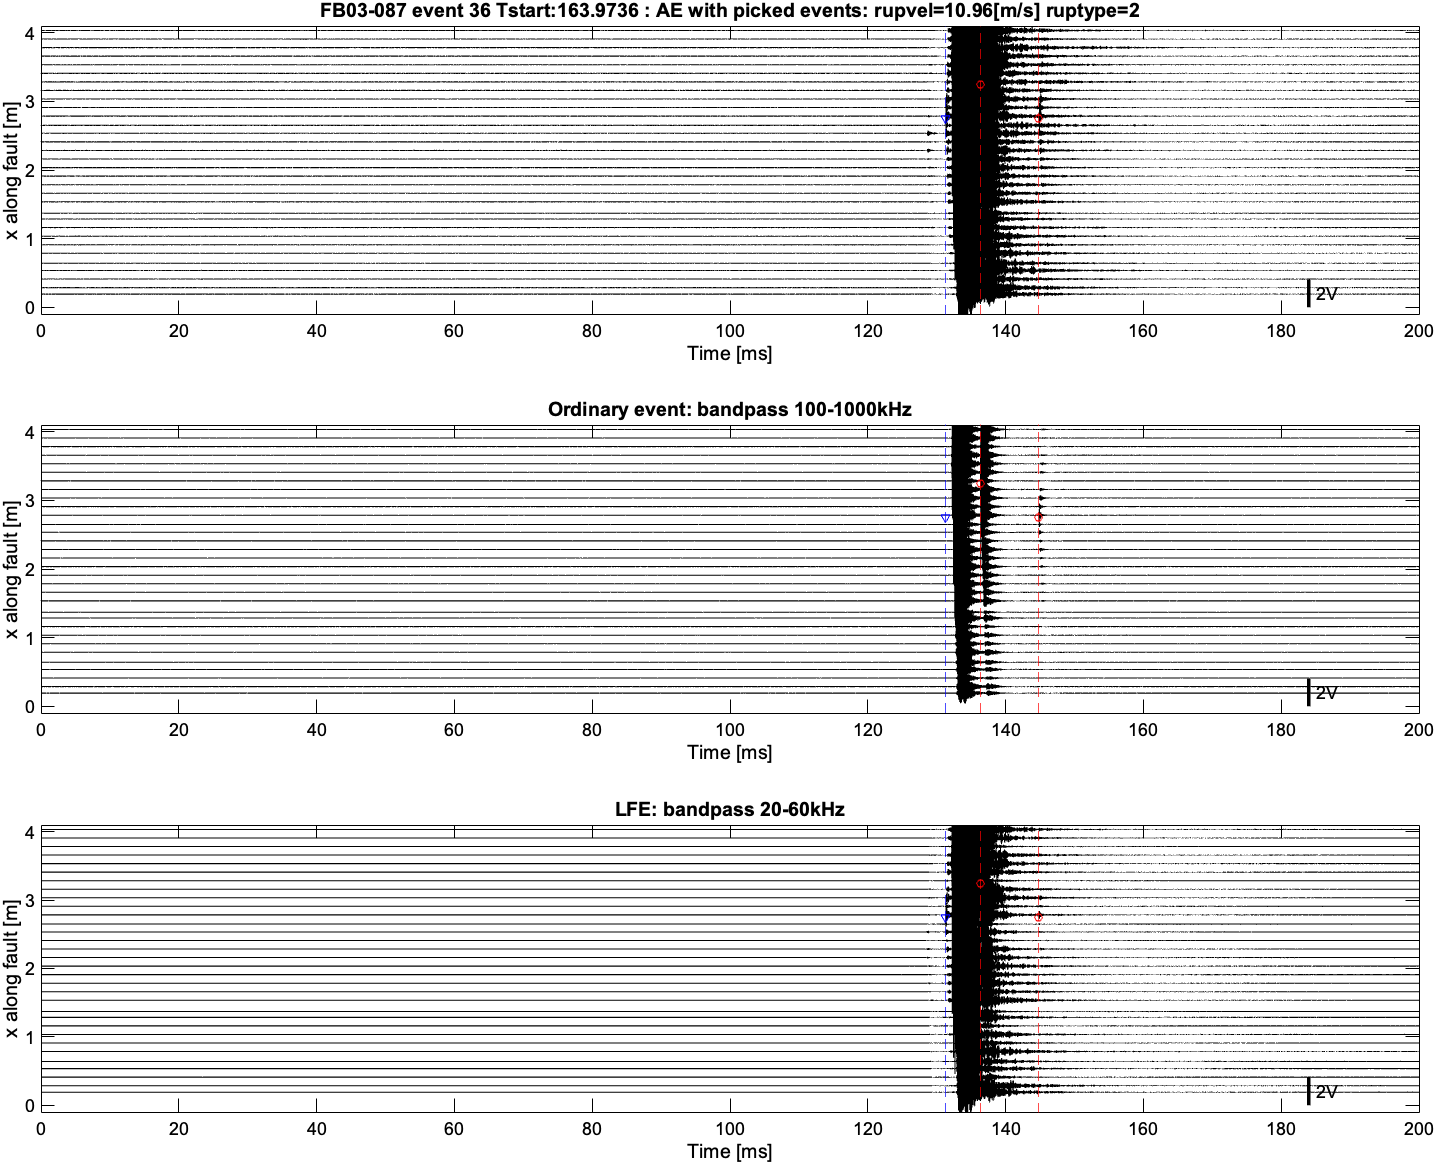 FB03-087 event 36 Tstart:163.9736 : AE with picked events: rupvel=10.96[m/s] ruptype=2
4
3
2
1
0
x along fault [m]
2V
0 20 40 60 80 100 120 140 160 180 200
Time [ms]
Ordinary event: bandpass 100-1000kHz
4
3
2
1
0
x along fault [m]
2V
0 20 40 60 80 100 120 140 160 180 200
Time [ms]
LFE: bandpass 20-60kHz
4
3
2
1
0
x along fault [m]
2V
0 20 40 60 80 100 120 140 160 180 200
Time [ms]